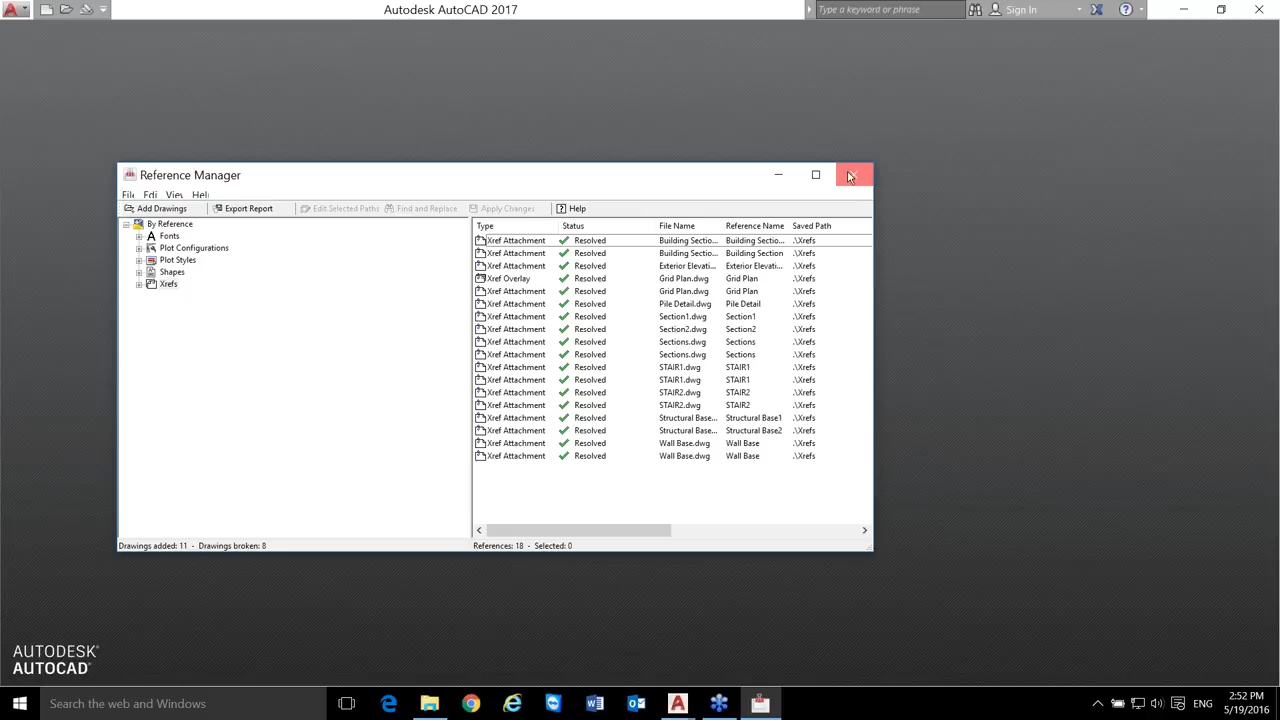 Autodesk AutoCAD 2017
Type a keyword or phrase
Sign In
Reference Manager
File Edi Viev Help
Add Drawings Export Report Edit Selected Paths Find and Replace Apply Changes Help
By Reference
Fonts
Plot Configurations
Plot Styles
Shapes
Xrefs
Type Status File Name Reference Name Saved Path
Xref Attachment Resolved Building Sectio... Building Sectio... .\Xrefs
Xref Attachment Resolved Building Sectio... Building Section .\Xrefs
Xref Attachment Resolved Exterior Elevati... Exterior Elevati... .\Xrefs
Xref Overlay Resolved Grid Plan.dwg Grid Plan .\Xrefs
Xref Attachment Resolved Grid Plan.dwg Grid Plan .\Xrefs
Xref Attachment Resolved Pile Detail.dwg Pile Detail .\Xrefs
Xref Attachment Resolved Section1.dwg Section1 .\Xrefs
Xref Attachment Resolved Section2.dwg Section2 .\Xrefs
Xref Attachment Resolved Sections.dwg Sections .\Xrefs
Xref Attachment Resolved Sections.dwg Sections .\Xrefs
Xref Attachment Resolved STAIR1.dwg STAIR1 .\Xrefs
Xref Attachment Resolved STAIR1.dwg STAIR1 .\Xrefs
Xref Attachment Resolved STAIR2.dwg STAIR2 .\Xrefs
Xref Attachment Resolved STAIR2.dwg STAIR2 .\Xrefs
Xref Attachment Resolved Structural Base... Structural Base1 .\Xrefs
Xref Attachment Resolved Structural Base... Structural Base2 .\Xrefs
Xref Attachment Resolved Wall Base.dwg Wall Base .\Xrefs
Xref Attachment Resolved Wall Base.dwg Wall Base .\Xrefs
Drawings added: 11 - Drawings broken: 8
References: 18 - Selected: 0
AUTODESK®
AUTOCAD®
Search the web and Windows
ENG
2:52 PM
5/19/2016